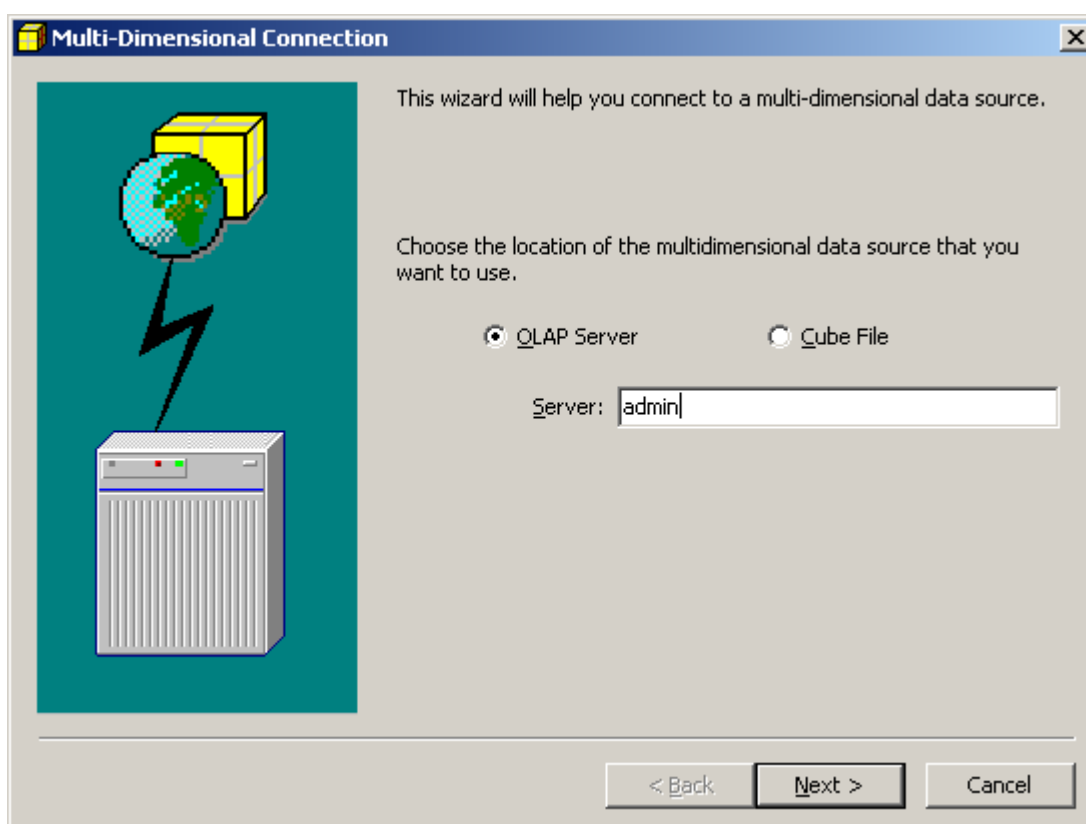 Multi-Dimensional Connection
This wizard will help you connect to a multi-dimensional data source.
Choose the location of the multidimensional data source that you
want to use.
OLAP Server Cube File
Server: admin
< Back Next > Cancel